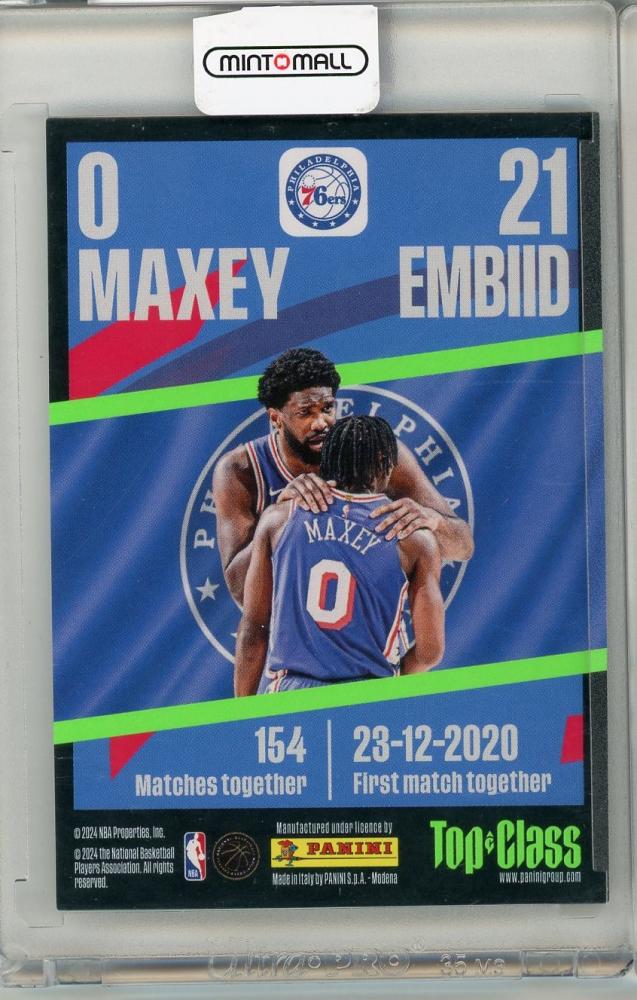 MINTOMALL
0
MAXEY
PHILADELPHIA
76ers
21
EMBIID
MAXEY
0
154
Matches together
23-12-2020
First match together
© 2024 NBA Properties, Inc.
© 2024 the National Basketball
Players Association. All rights
reserved.
NBA
Manufactured under licence by
PANINI
Made in Italy by PANINI S.p.A. - Modena
Top Class
www.paninigroup.com
Ultra PRO
35